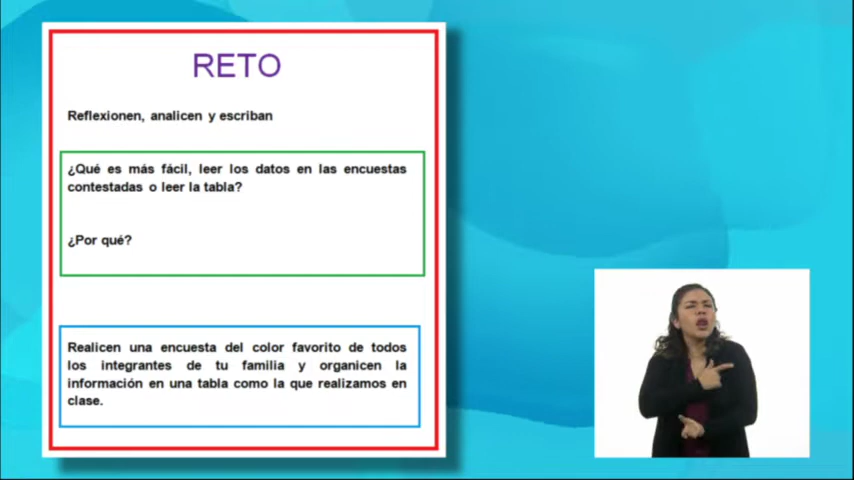 RETO
Reflexionen, analicen y escriban
¿Qué es más fácil, leer los datos en las encuestas
contestadas o leer la tabla?
¿Por qué?
Realicen una encuesta del color favorito de todos
los integrantes de tu familia y organicen la
información en una tabla como la que realizamos en
clase.